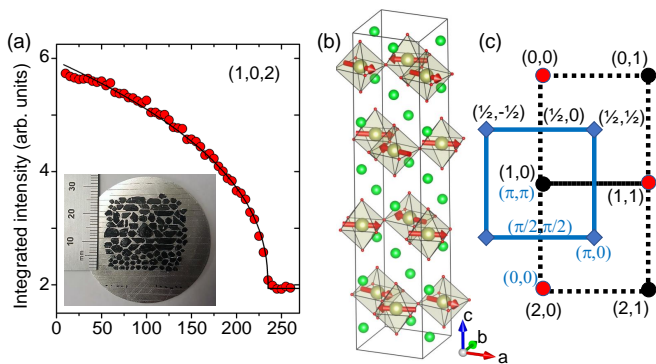 (a)
Integrated intensity (arb. units)
6
4
2
(1,0,2)
mm 10 20 30
0 50 100 150 200 250
(b)
c
b
a
(c)
(0,0) (0,1)
(½,-½) (½,0) (½,½)
(1,0)
(π,π)
(1,1)
(π/2,π/2)
(π,0)
(0,0)
(2,0) (2,1)